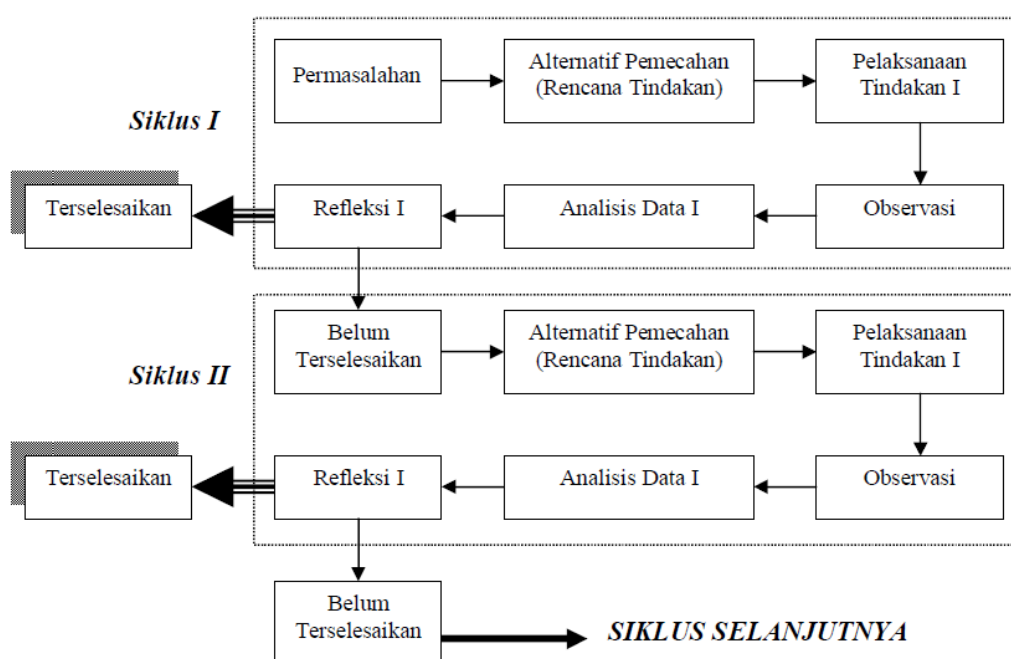 Permasalahan
Alternatif Pemecahan
(Rencana Tindakan)
Pelaksanaan
Tindakan I
Siklus I
Terselesaikan
Refleksi I
Analisis Data I
Observasi
Belum
Terselesaikan
Alternatif Pemecahan
(Rencana Tindakan)
Pelaksanaan
Tindakan I
Siklus II
Terselesaikan
Refleksi I
Analisis Data I
Observasi
Belum
Terselesaikan
SIKLUS SELANJUTNYA